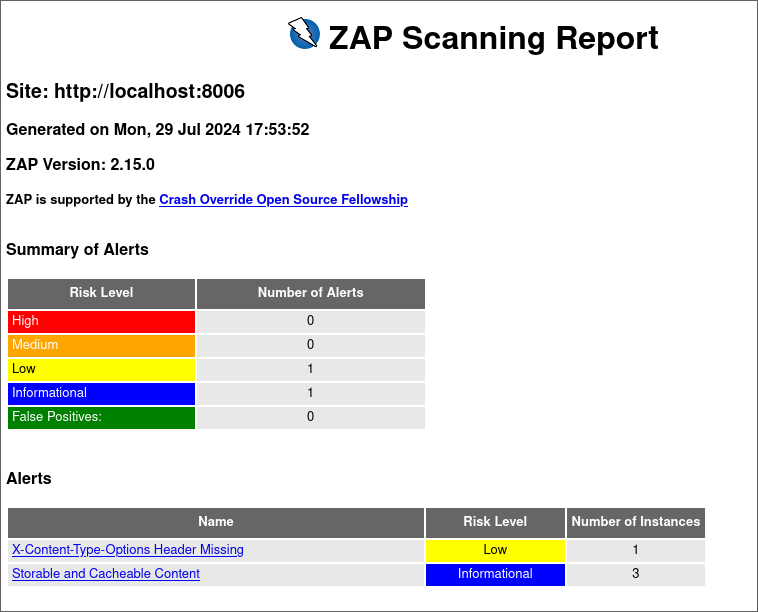 ZAP Scanning Report
Site: http://localhost:8006
Generated on Mon, 29 Jul 2024 17:53:52
ZAP Version: 2.15.0
ZAP is supported by the Crash Override Open Source Fellowship
Summary of Alerts
Risk Level Number of Alerts
High 0
Medium 0
Low 1
Informational 1
False Positives: 0
Alerts
Name Risk Level Number of Instances
X-Content-Type-Options Header Missing Low 1
Storable and Cacheable Content Informational 3